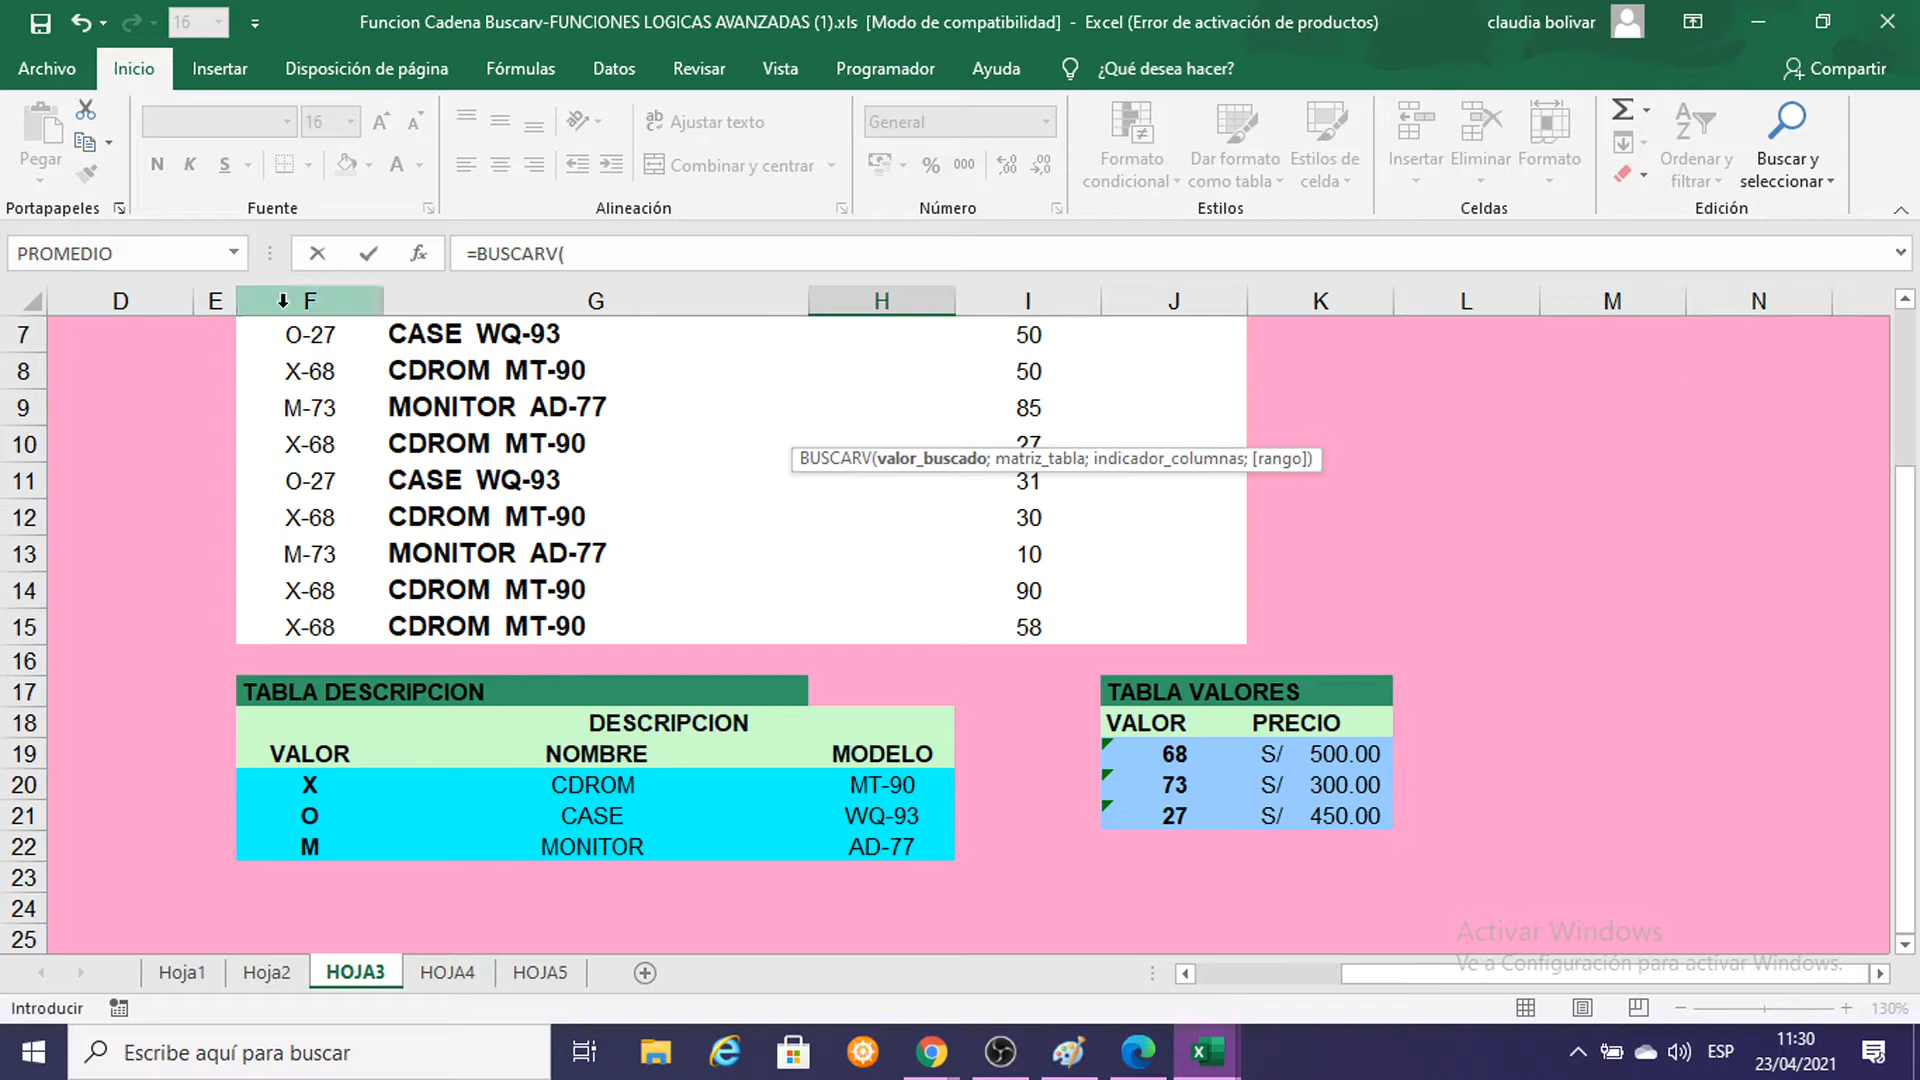 16
Funcion Cadena Buscarv-FUNCIONES LOGICAS AVANZADAS (1).xls [Modo de compatibilidad] - Excel (Error de activación de productos)
claudia bolivar
Archivo Inicio Insertar Disposición de página Fórmulas Datos Revisar Vista Programador Ayuda ¿Qué desea hacer? Compartir
Pegar
16
Ajustar texto
General
N K S
Combinar y centrar
% 000
Formato condicional
Dar formato como tabla
Estilos de celda
Insertar Eliminar Formato
Ordenar y filtrar
Buscar y seleccionar
Portapapeles Fuente Alineación Número Estilos Celdas Edición
PROMEDIO fx =BUSCARV(
D E F G H I J K L M N
7 O-27 CASE WQ-93 50
8 X-68 CDROM MT-90 50
9 M-73 MONITOR AD-77 85
10 X-68 CDROM MT-90 27
BUSCARV(valor_buscado; matriz_tabla; indicador_columnas; [rango])
11 O-27 CASE WQ-93 31
12 X-68 CDROM MT-90 30
13 M-73 MONITOR AD-77 10
14 X-68 CDROM MT-90 90
15 X-68 CDROM MT-90 58
16
17 TABLA DESCRIPCION TABLA VALORES
18 DESCRIPCION VALOR PRECIO
19 VALOR NOMBRE MODELO 68 S/ 500.00
20 X CDROM MT-90 73 S/ 300.00
21 O CASE WQ-93 27 S/ 450.00
22 M MONITOR AD-77
23
24
25
Activar Windows
Ve a Configuración para activar Windows.
Hoja1 Hoja2 HOJA3 HOJA4 HOJA5
Introducir 130%
Escribe aquí para buscar
ESP
11:30
23/04/2021